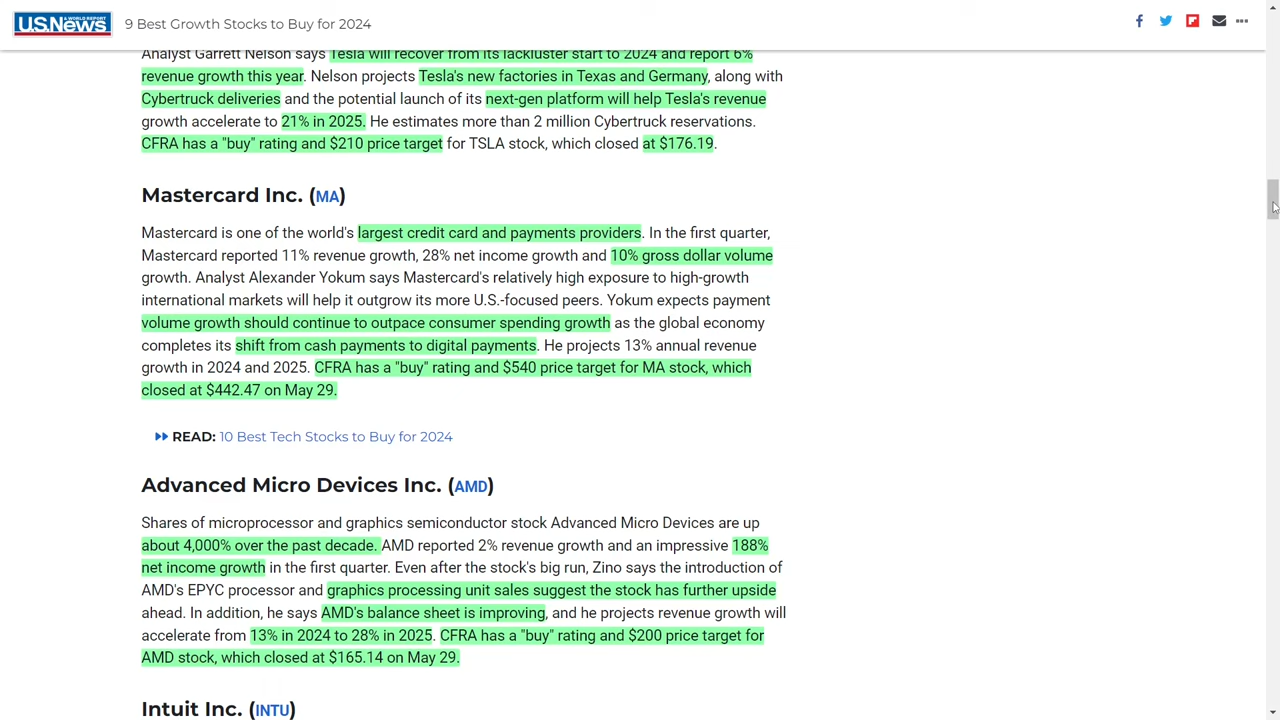 U.S.News
& WORLD REPORT
9 Best Growth Stocks to Buy for 2024
Analyst Garrett Nelson says Tesla will recover from its lackluster start to 2024 and report 6%
revenue growth this year. Nelson projects Tesla's new factories in Texas and Germany, along with
Cybertruck deliveries and the potential launch of its next-gen platform will help Tesla's revenue
growth accelerate to 21% in 2025. He estimates more than 2 million Cybertruck reservations.
CFRA has a "buy" rating and $210 price target for TSLA stock, which closed at $176.19.
Mastercard Inc. (MA)
Mastercard is one of the world's largest credit card and payments providers. In the first quarter,
Mastercard reported 11% revenue growth, 28% net income growth and 10% gross dollar volume
growth. Analyst Alexander Yokum says Mastercard's relatively high exposure to high-growth
international markets will help it outgrow its more U.S.-focused peers. Yokum expects payment
volume growth should continue to outpace consumer spending growth as the global economy
completes its shift from cash payments to digital payments. He projects 13% annual revenue
growth in 2024 and 2025. CFRA has a "buy" rating and $540 price target for MA stock, which
closed at $442.47 on May 29.
READ: 10 Best Tech Stocks to Buy for 2024
Advanced Micro Devices Inc. (AMD)
Shares of microprocessor and graphics semiconductor stock Advanced Micro Devices are up
about 4,000% over the past decade. AMD reported 2% revenue growth and an impressive 188%
net income growth in the first quarter. Even after the stock's big run, Zino says the introduction of
AMD's EPYC processor and graphics processing unit sales suggest the stock has further upside
ahead. In addition, he says AMD's balance sheet is improving, and he projects revenue growth will
accelerate from 13% in 2024 to 28% in 2025. CFRA has a "buy" rating and $200 price target for
AMD stock, which closed at $165.14 on May 29.
Intuit Inc. (INTU)